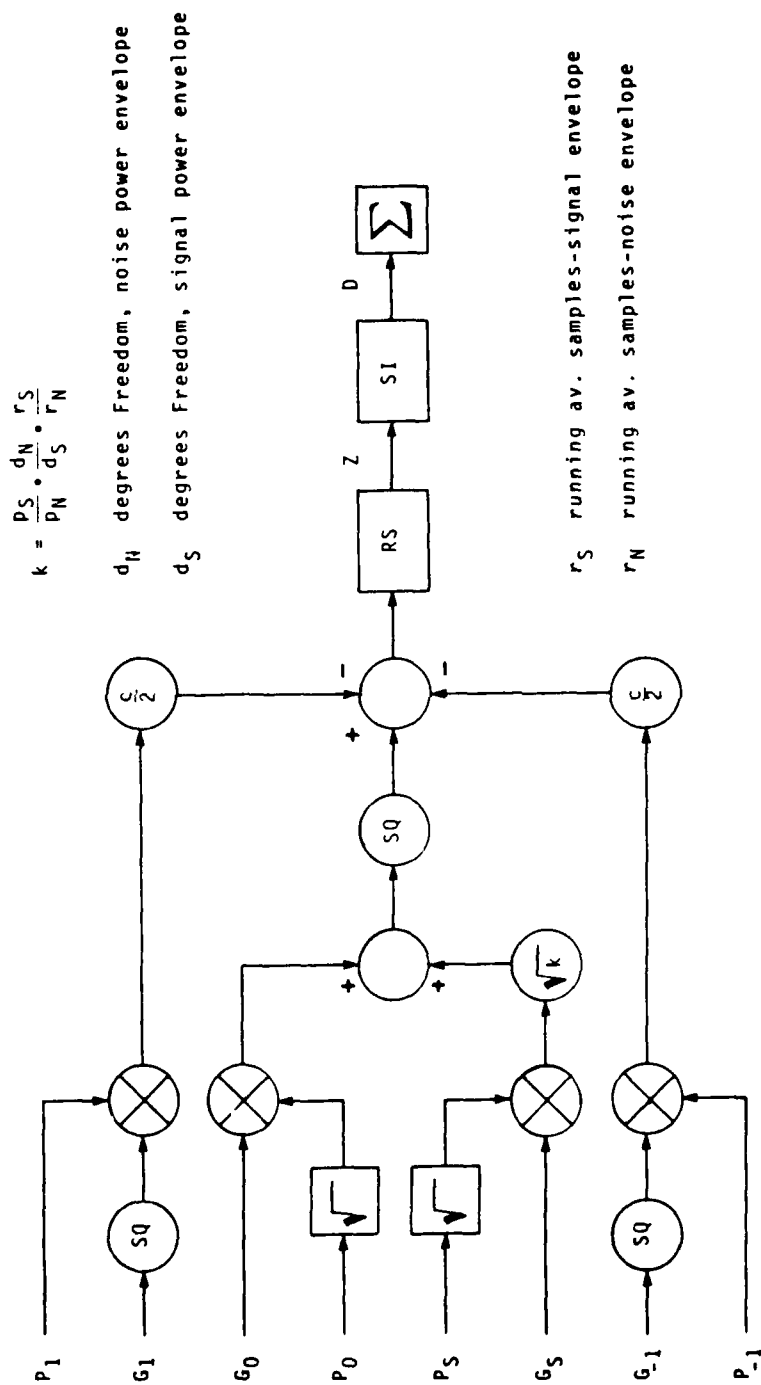 k = P_S/P_N • d_N/d_S • r_S/r_N
d_N degrees Freedom, noise power envelope
d_S degrees Freedom, signal power envelope
P_1
G_1
G_0
P_0
P_S
G_S
G_-1
P_-1
SQ
√
√
SQ
+
+
√k
SQ
C/2
C/2
+
-
-
RS
Z
SI
D
Σ
r_S running av. samples-signal envelope
r_N running av. samples-noise envelope